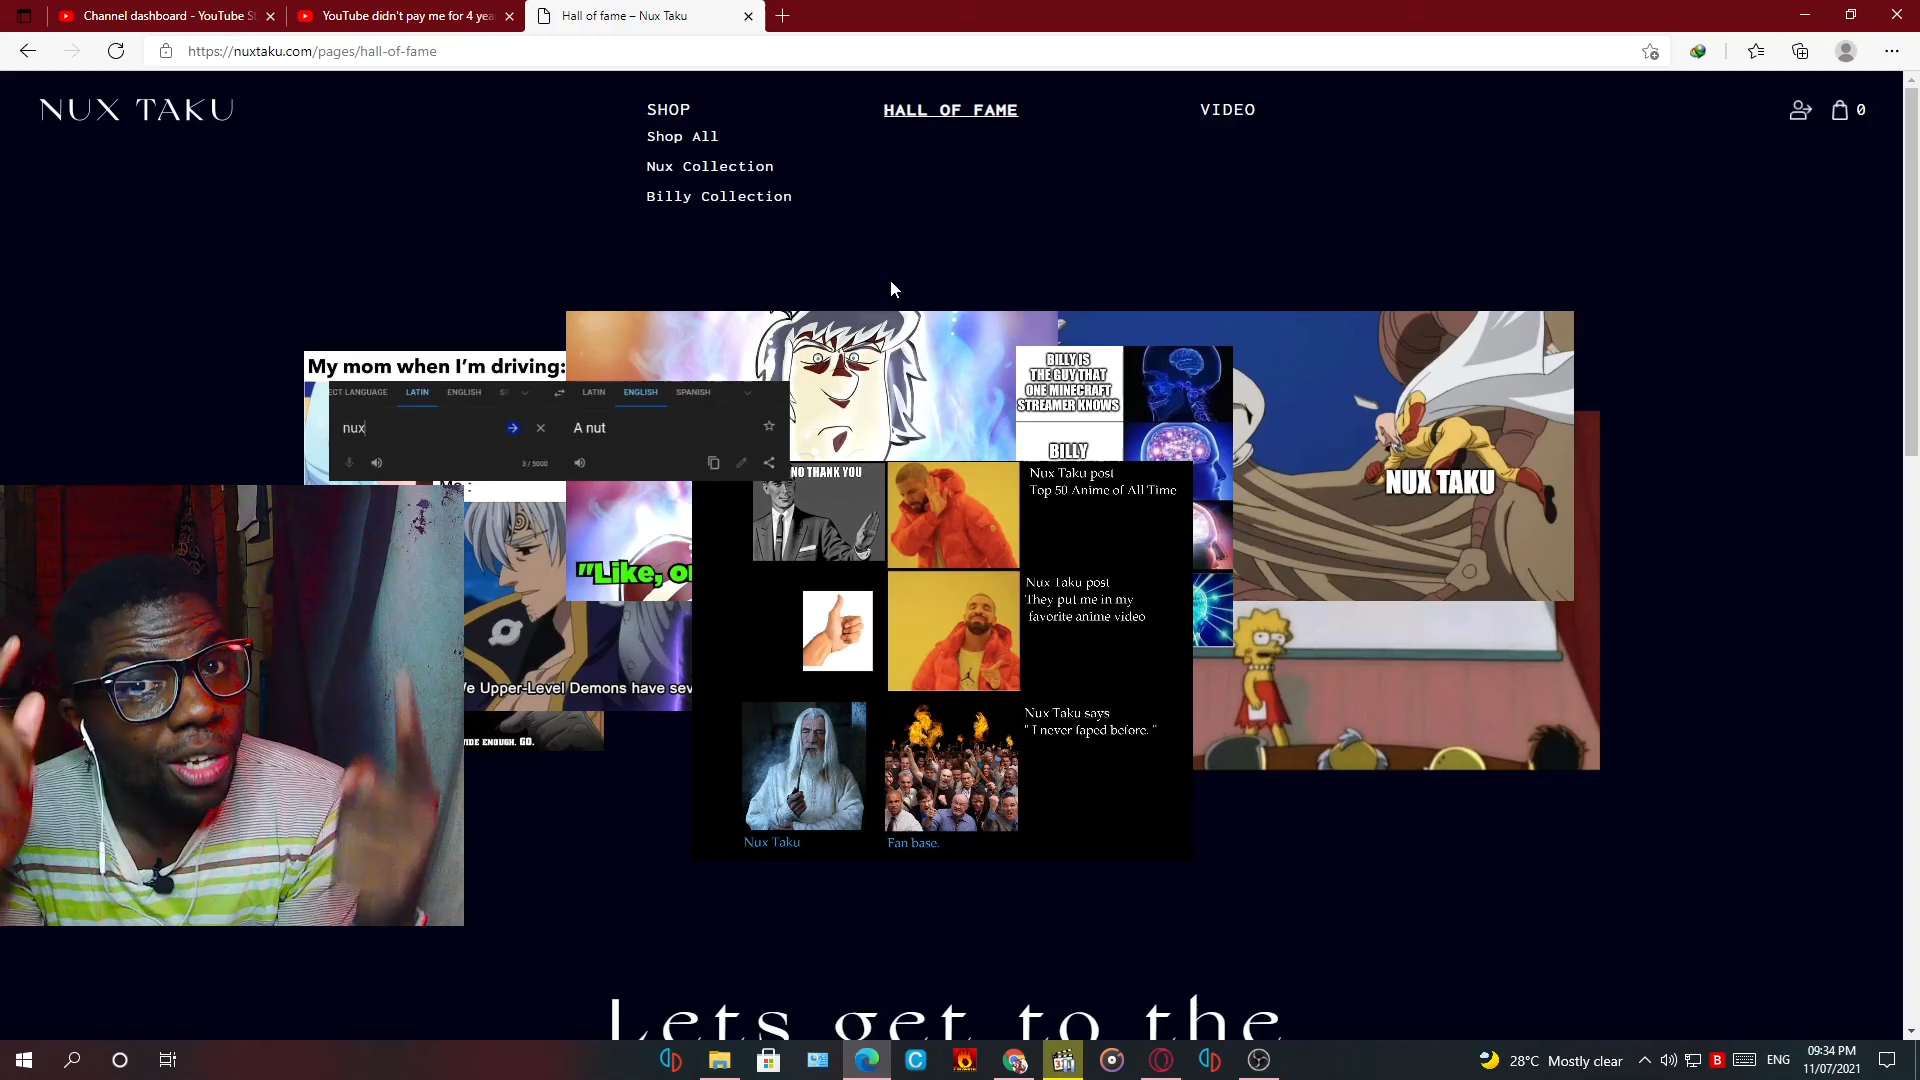 Channel dashboard - YouTube St
YouTube didn't pay me for 4 yea
Hall of fame – Nux Taku
https://nuxtaku.com/pages/hall-of-fame
NUX TAKU
SHOP
HALL OF FAME
VIDEO
0
Shop All
Nux Collection
Billy Collection
My mom when I'm driving:
ECT LANGUAGE LATIN ENGLISH LATIN ENGLISH SPANISH
nux
A nut
3 / 5000
BILLY IS
THE GUY THAT
ONE MINECRAFT
STREAMER KNOWS
BILLY
NUX TAKU
NO THANK YOU
Nux Taku post
Top 50 Anime of All Time
"Like, o
Nux Taku post
They put me in my
favorite anime video
e Upper-Level Demons have sev
IDE ENOUGH. GO.
Nux Taku says
" I never faped before. "
Nux Taku
Fan base.
Lets get to the
28°C Mostly clear
ENG
09:34 PM
11/07/2021